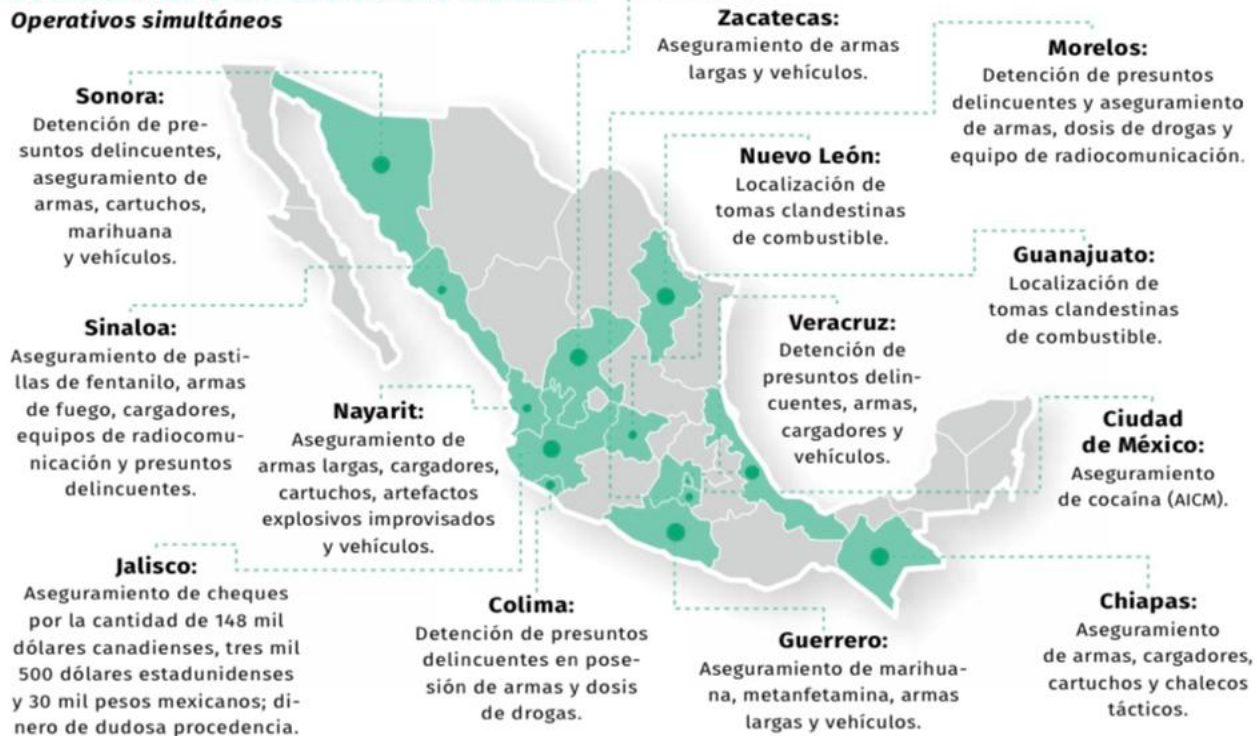 Operativos simultáneos
Zacatecas:
Aseguramiento de armas
largas y vehículos.
Morelos:
Detención de presuntos
delincuentes y aseguramiento
de armas, dosis de drogas y
equipo de radiocomunicación.
Sonora:
Detención de pre-
suntos delincuentes,
aseguramiento de
armas, cartuchos,
marihuana
y vehículos.
Nuevo León:
Localización de
tomas clandestinas
de combustible.
Guanajuato:
Localización de
tomas clandestinas
de combustible.
Sinaloa:
Aseguramiento de pasti-
llas de fentanilo, armas
de fuego, cargadores,
equipos de radiocomu-
nicación y presuntos
delincuentes.
Veracruz:
Detención de
presuntos delin-
cuentes, armas,
cargadores y
vehículos.
Nayarit:
Aseguramiento de
armas largas, cargadores,
cartuchos, artefactos
explosivos improvisados
y vehículos.
Ciudad
de México:
Aseguramiento
de cocaína (AICM).
Jalisco:
Aseguramiento de cheques
por la cantidad de 148 mil
dólares canadienses, tres mil
500 dólares estadunidenses
y 30 mil pesos mexicanos; di-
nero de dudosa procedencia.
Colima:
Detención de presuntos
delincuentes en pose-
sión de armas y dosis
de drogas.
Guerrero:
Aseguramiento de marihua-
na, metanfetamina, armas
largas y vehículos.
Chiapas:
Aseguramiento
de armas, cargadores,
cartuchos y chalecos
tácticos.